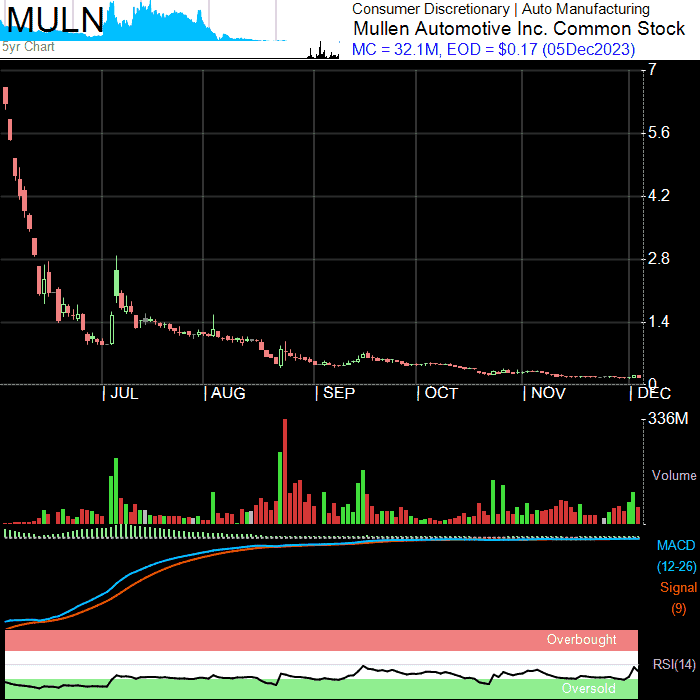 MULN
5yr Chart
Consumer Discretionary | Auto Manufacturing
Mullen Automotive Inc. Common Stock
MC = 32.1M, EOD = $0.17 (05Dec2023)
7
5.6
4.2
2.8
1.4
0
| JUL | AUG | SEP | OCT | NOV | DEC
336M
Volume
MACD
(12-26)
Signal
(9)
Overbought
RSI(14)
Oversold